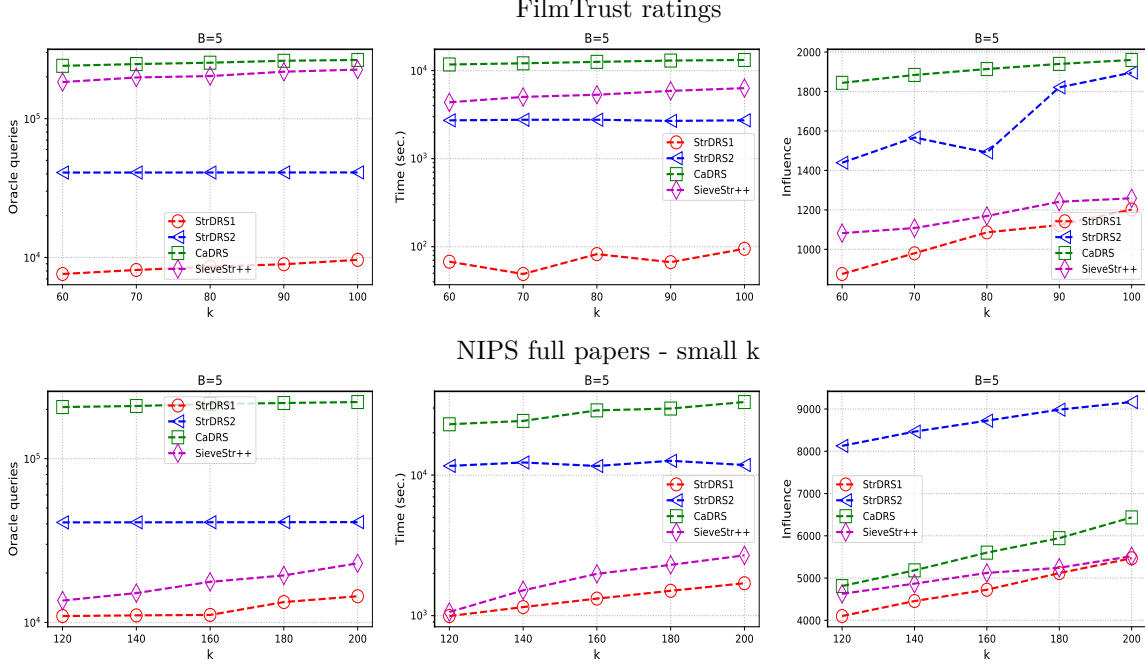 FilmTrust ratings
B=5
Oracle queries
10^5
10^4
StrDRS1
StrDRS2
CaDRS
SieveStr++
60 70 80 90 100
k
B=5
Time (sec.)
10^4
10^3
10^2
StrDRS1
StrDRS2
CaDRS
SieveStr++
60 70 80 90 100
k
B=5
Influence
2000
1800
1600
1400
1200
1000
StrDRS1
StrDRS2
CaDRS
SieveStr++
60 70 80 90 100
k
NIPS full papers - small k
B=5
Oracle queries
10^5
10^4
StrDRS1
StrDRS2
CaDRS
SieveStr++
120 140 160 180 200
k
B=5
Time (sec.)
10^4
10^3
StrDRS1
StrDRS2
CaDRS
SieveStr++
120 140 160 180 200
k
B=5
Influence
9000
8000
7000
6000
5000
4000
StrDRS1
StrDRS2
CaDRS
SieveStr++
120 140 160 180 200
k